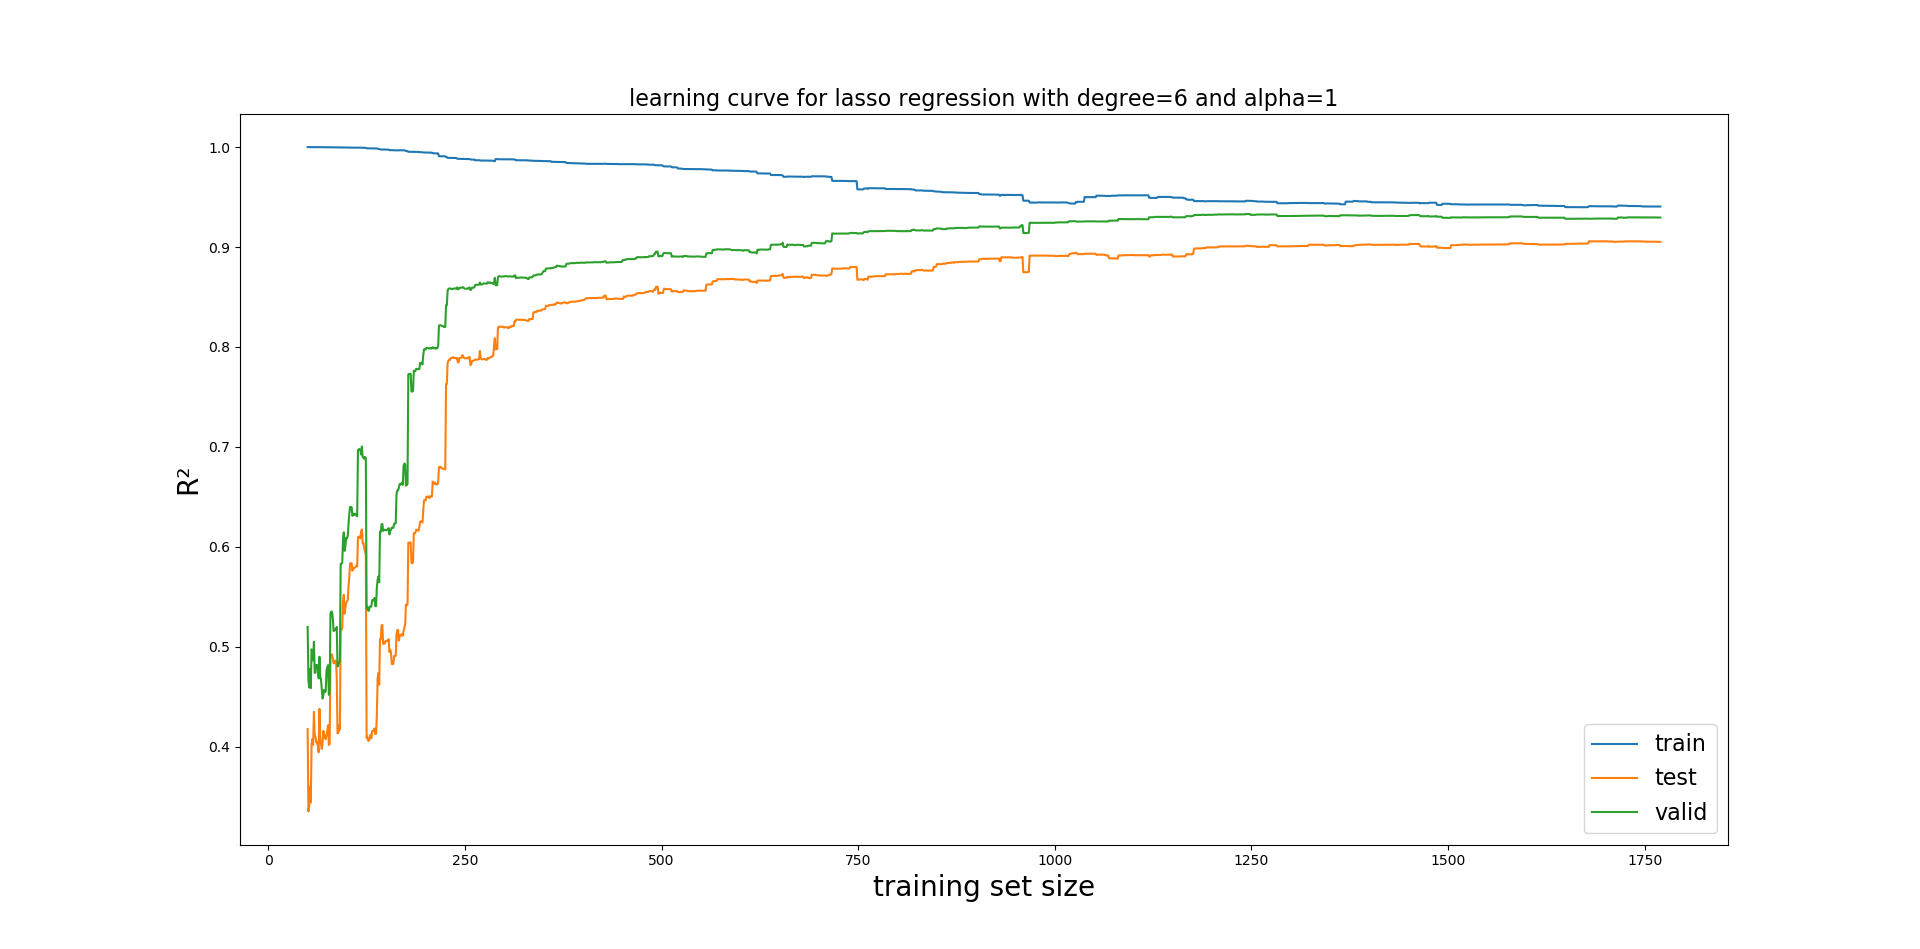 learning curve for lasso regression with degree=6 and alpha=1
R²
1.0
0.9
0.8
0.7
0.6
0.5
0.4
0 250 500 750 1000 1250 1500 1750
training set size
train
test
valid